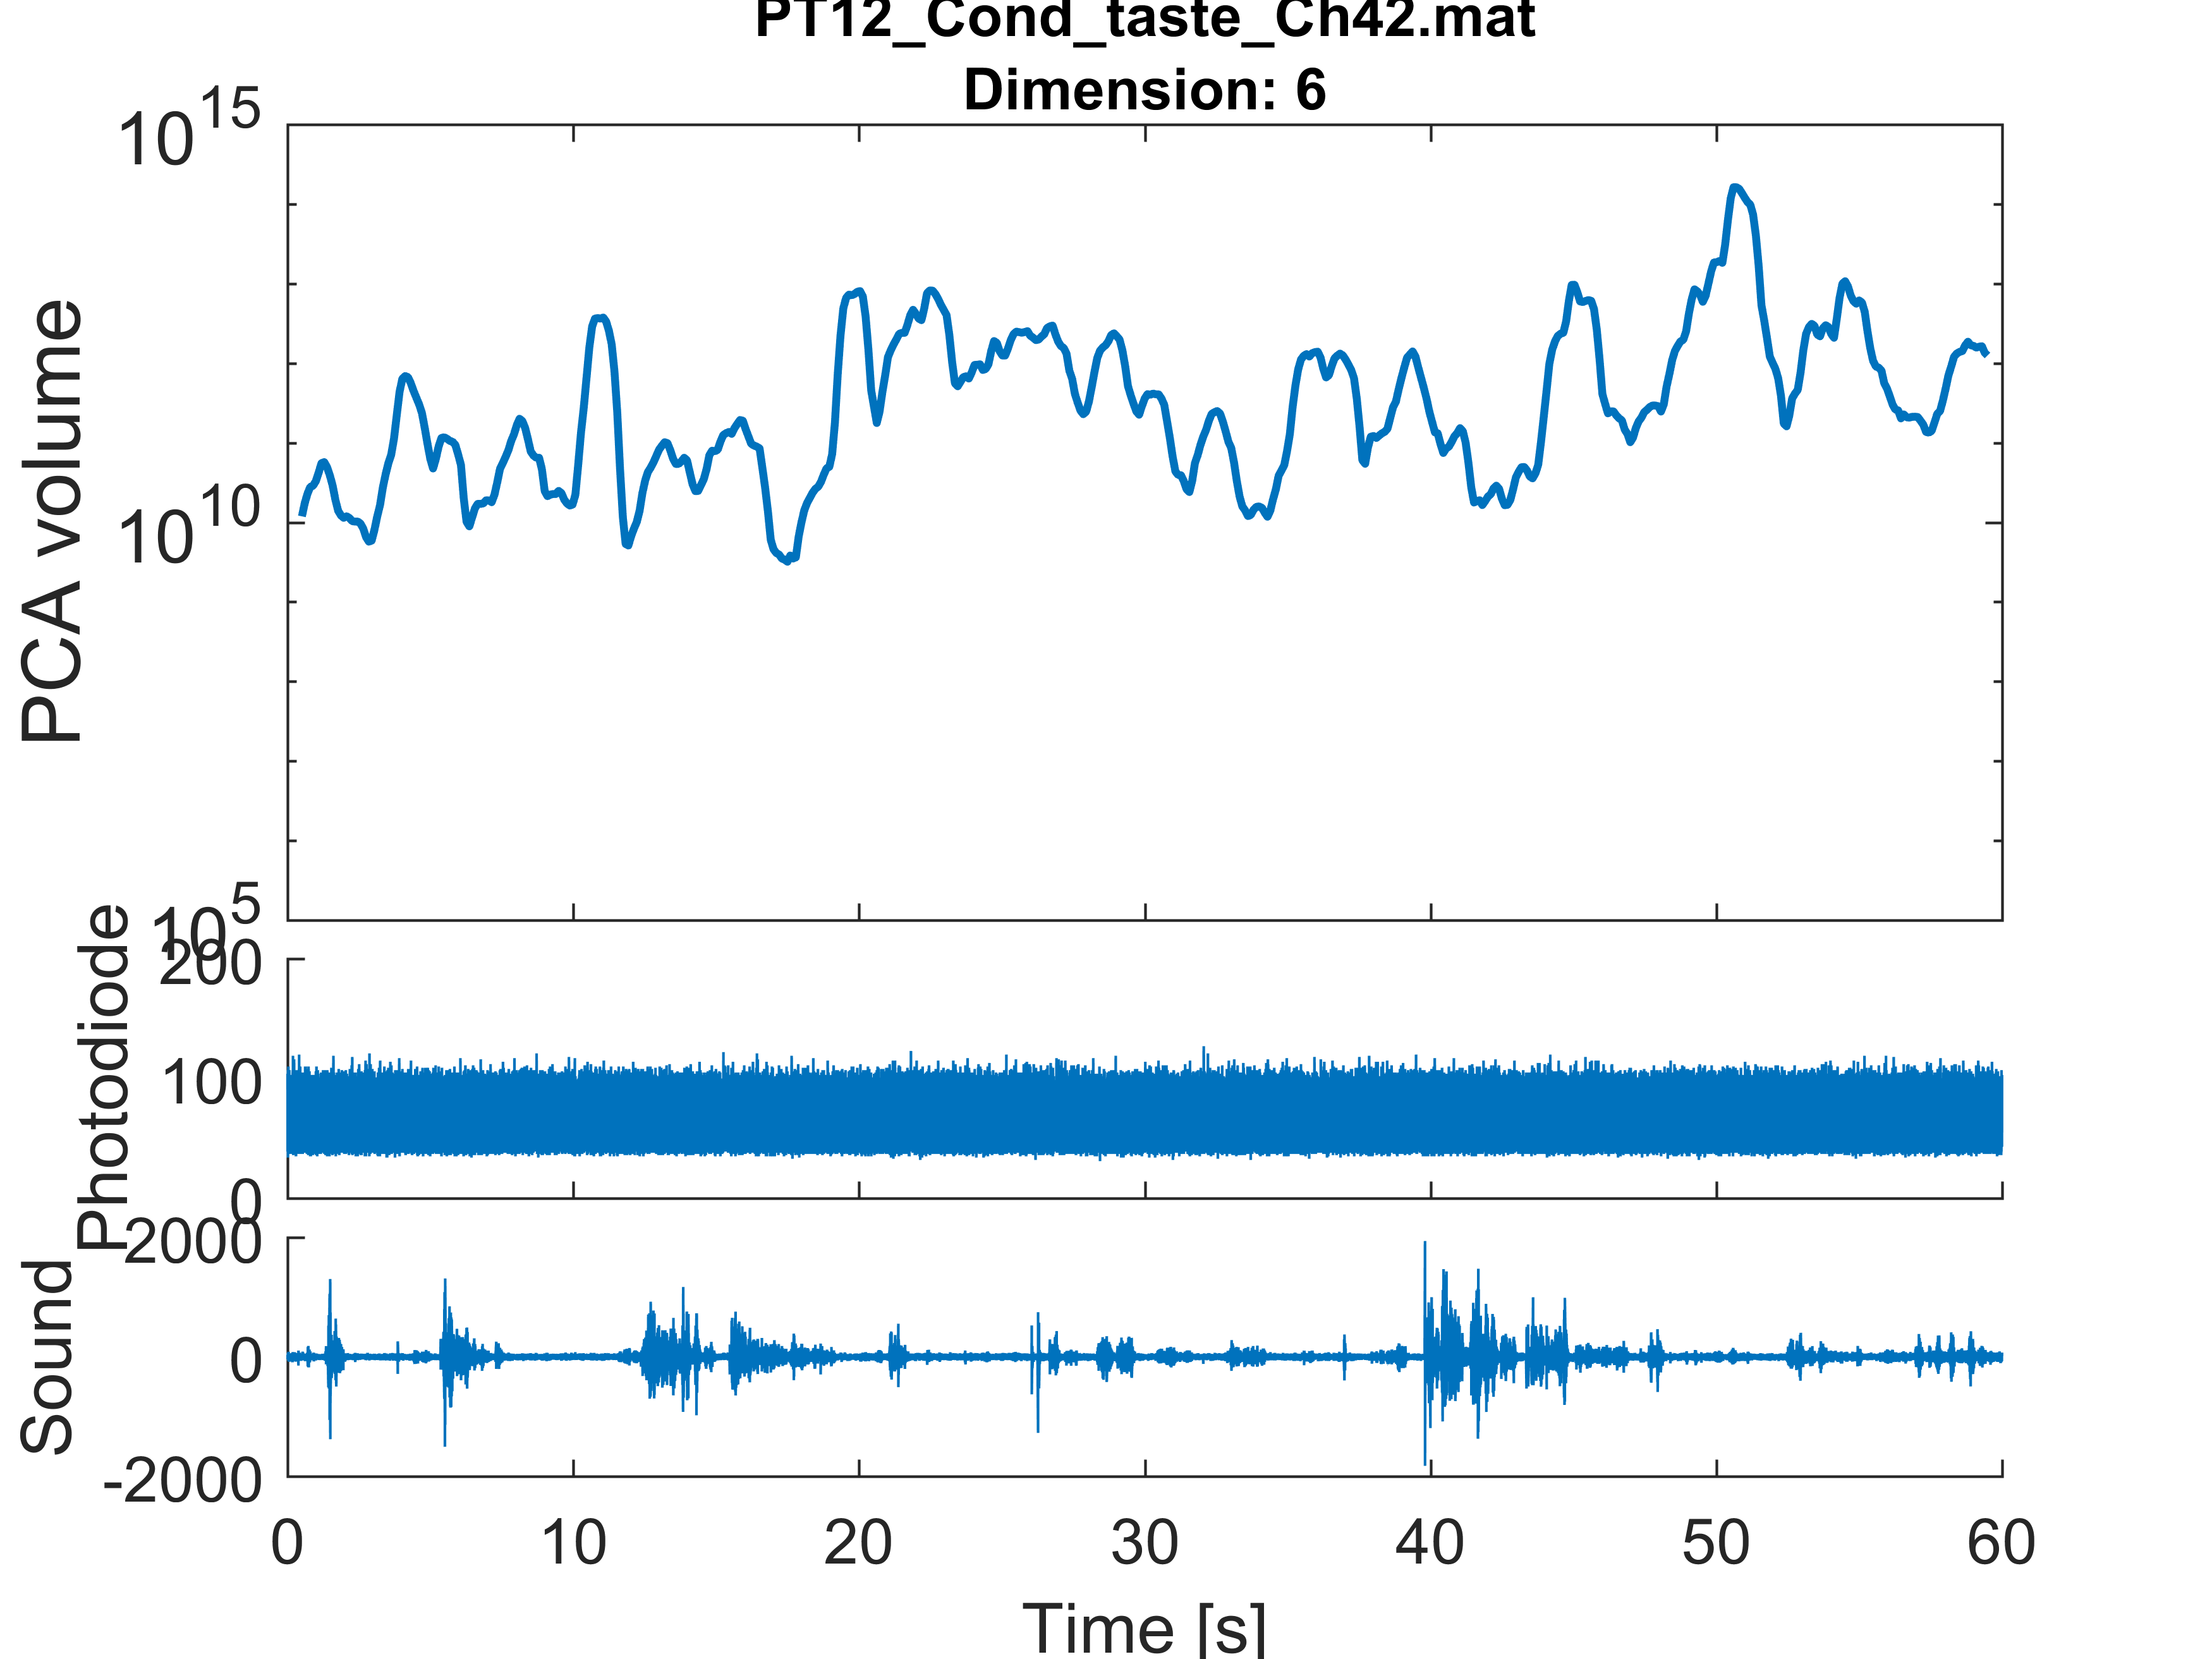 PT12_Cond_taste_Ch42.mat
Dimension: 6
PCA volume
10^15
10^10
10^5
Photodiode
200
100
0
Sound
2000
0
-2000
0 10 20 30 40 50 60
Time [s]